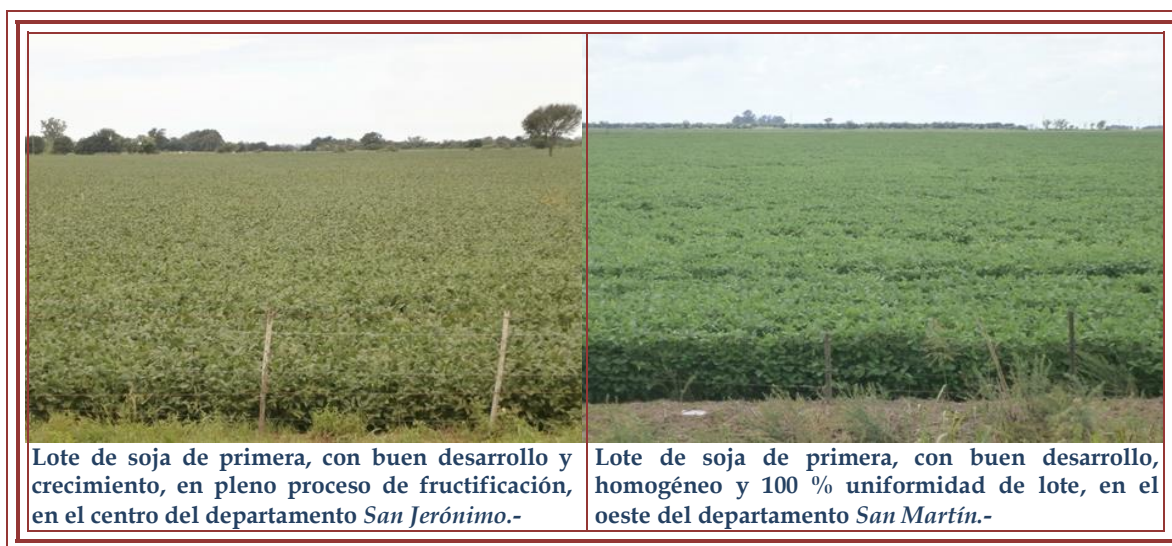 Lote de soja de primera, con buen desarrollo y
crecimiento, en pleno proceso de fructificación,
en el centro del departamento San Jerónimo.-
Lote de soja de primera, con buen desarrollo,
homogéneo y 100 % uniformidad de lote, en el
oeste del departamento San Martín.-